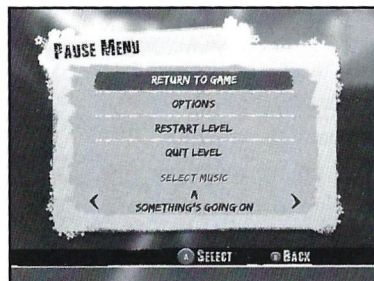 PAUSE MENU
RETURN TO GAME
OPTIONS
RESTART LEVEL
QUIT LEVEL
SELECT MUSIC
A
SOMETHING'S GOING ON
A SELECT B BACK